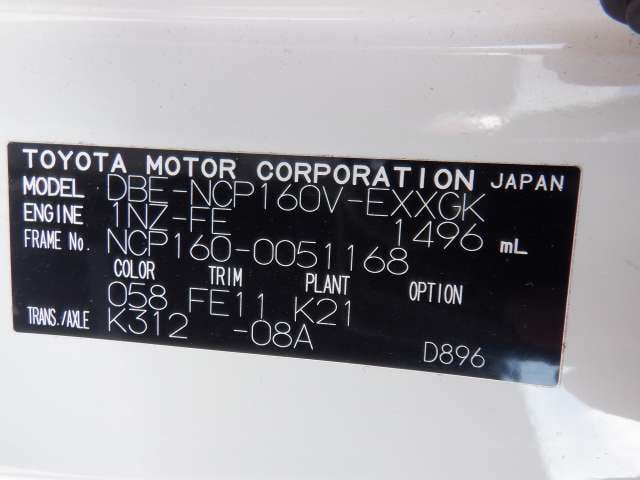 TOYOTA MOTOR CORPORATION JAPAN
MODEL DBE-NCP160V-EXXGK
ENGINE 1NZ-FE 1496 mL
FRAME No. NCP160-0051168
COLOR TRIM PLANT OPTION
058 FE11 K21
TRANS./AXLE K312 -08A
D896